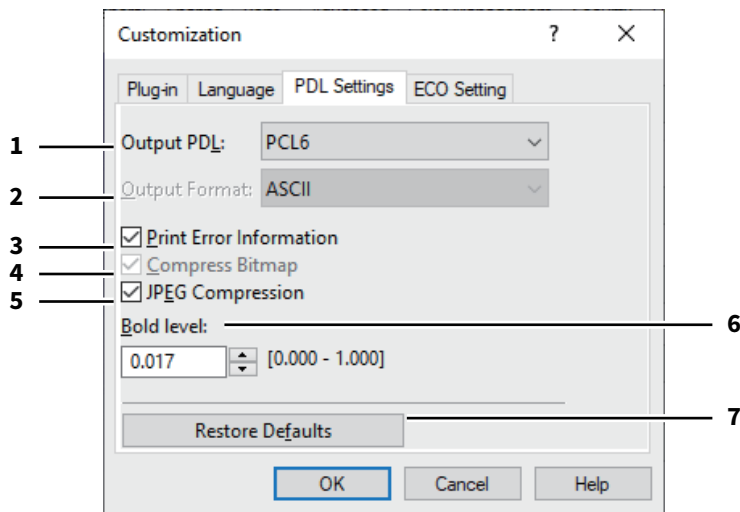 Customization ? ×
Plug-in Language PDL Settings ECO Setting
1 Output PDL: PCL6
2 Output Format: ASCII
3 Print Error Information
4 Compress Bitmap
5 JPEG Compression
Bold level: 6
0.017 [0.000 - 1.000]
Restore Defaults 7
OK Cancel Help